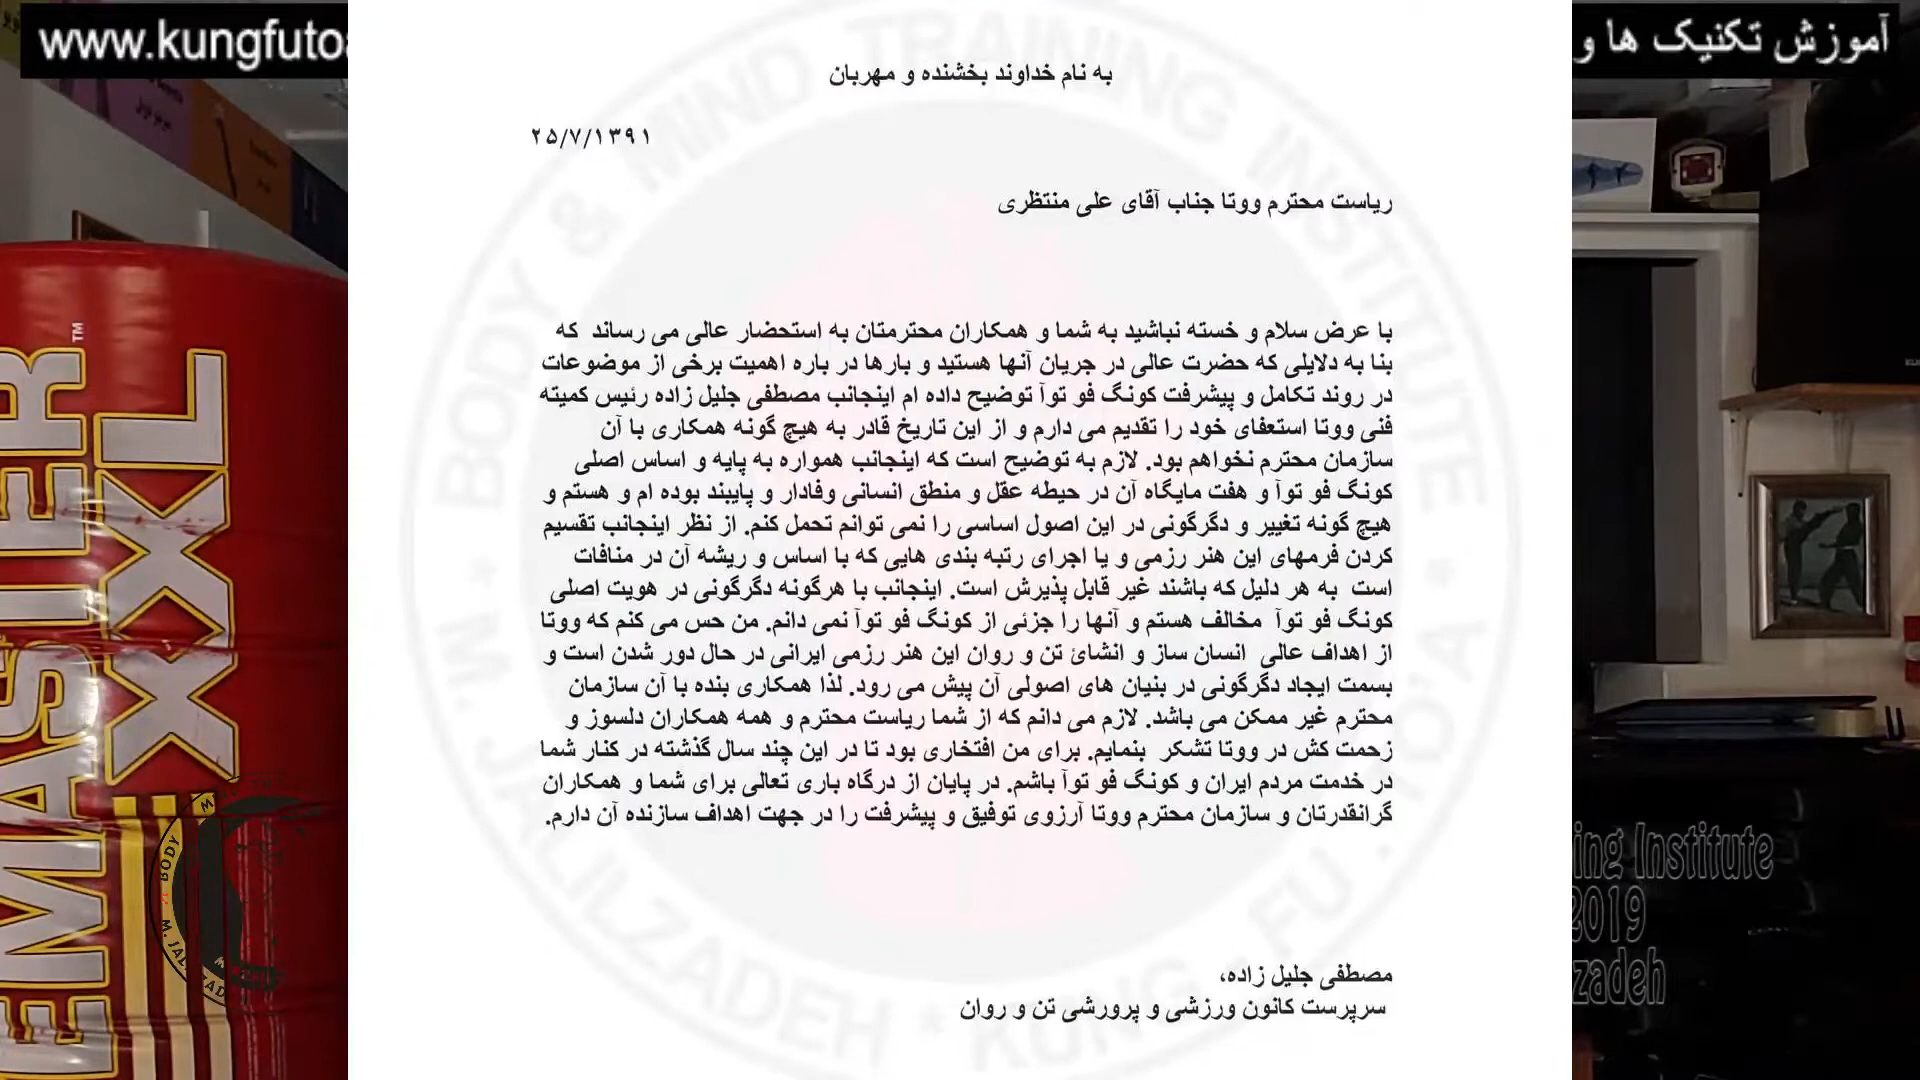 www.kungfuto
آموزش تکنیک ها و
به نام خداوند بخشنده و مهربان
۲۵/۷/۱۳۹۱
ریاست محترم ووتا جناب آقای علی منتظری
با عرض سلام و خسته نباشید به شما و همکاران محترمتان به استحضار عالی می رساند که
بنا به دلایلی که حضرت عالی در جریان آنها هستید و بارها در باره اهمیت برخی از موضوعات
در روند تکامل و پیشرفت کونگ فو توآ توضیح داده ام اینجانب مصطفی جلیل زاده رئیس کمیته
فنی ووتا استعفای خود را تقدیم می دارم و از این تاریخ قادر به هیچ گونه همکاری با آن
سازمان محترم نخواهم بود. لازم به توضیح است که اینجانب همواره به پایه و اساس اصلی
کونگ فو توآ و هفت مایگاه آن در حیطه عقل و منطق انسانی وفادار و پایبند بوده ام و هستم و
هیچ گونه تغییر و دگرگونی در این اصول اساسی را نمی توانم تحمل کنم. از نظر اینجانب تقسیم
کردن فرمهای این هنر رزمی و یا اجرای رتبه بندی هایی که با اساس و ریشه آن در منافات
است به هر دلیل که باشند غیر قابل پذیرش است. اینجانب با هرگونه دگرگونی در هویت اصلی
کونگ فو توآ مخالف هستم و آنها را جزئی از کونگ فو توآ نمی دانم. من حس می کنم که ووتا
از اهداف عالی انسان ساز و انشائ تن و روان این هنر رزمی ایرانی در حال دور شدن است و
بسمت ایجاد دگرگونی در بنیان های اصولی آن پیش می رود. لذا همکاری بنده با آن سازمان
محترم غیر ممکن می باشد. لازم می دانم که از شما ریاست محترم و همه همکاران دلسوز و
زحمت کش در ووتا تشکر بنمایم. برای من افتخاری بود تا در این چند سال گذشته در کنار شما
در خدمت مردم ایران و کونگ فو توآ باشم. در پایان از درگاه باری تعالی برای شما و همکاران
گرانقدرتان و سازمان محترم ووتا آرزوی توفیق و پیشرفت را در جهت اهداف سازنده آن دارم.
مصطفی جلیل زاده،
سرپرست کانون ورزشی و پرورشی تن و روان
BODY & MIND TRAINING INSTITUTE
M. JALILZADEH * KUNG FU TO'A
EMASTER™
XXL
ing Institute
2019
zadeh